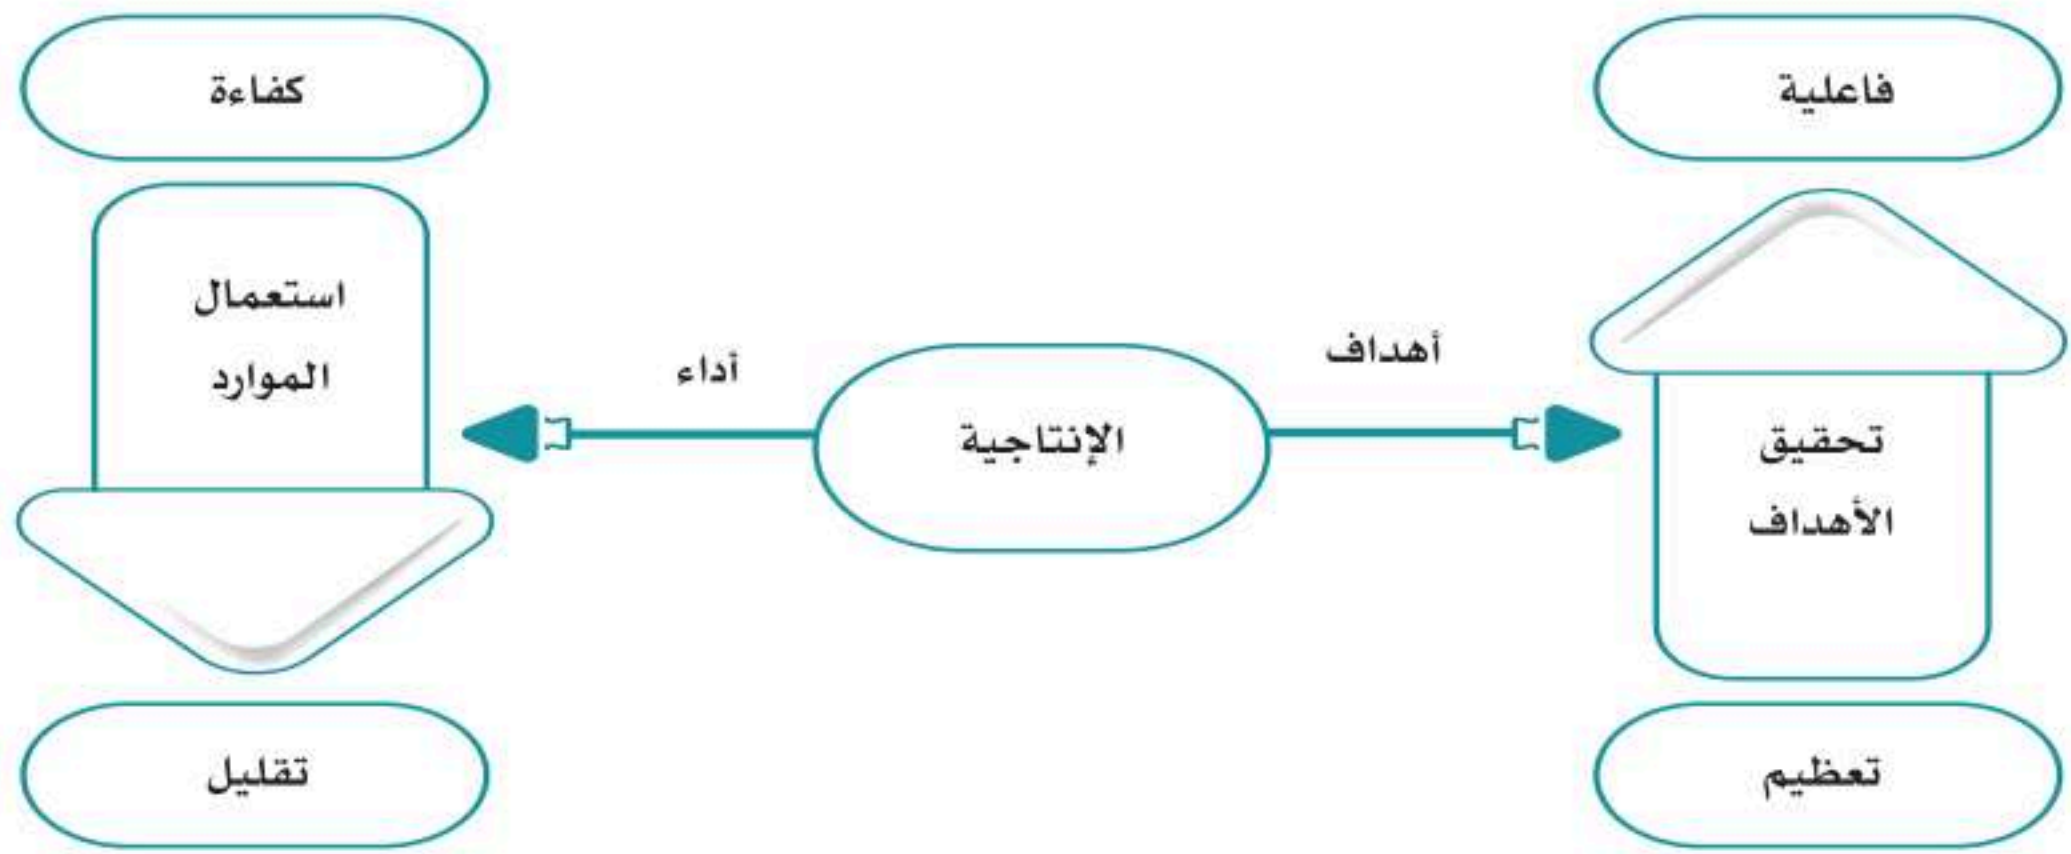 فاعلية
كفاءة
استعمال
الموارد
أهداف
أداء
الإنتاجية
تحقيق
الأهداف
تعظيم
تقليل